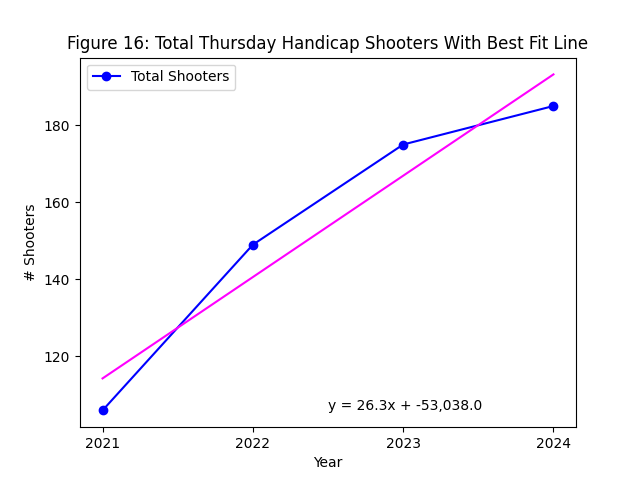 Figure 16: Total Thursday Handicap Shooters With Best Fit Line
Total Shooters
# Shooters
180
160
140
120
y = 26.3x + -53,038.0
2021 2022 2023 2024
Year